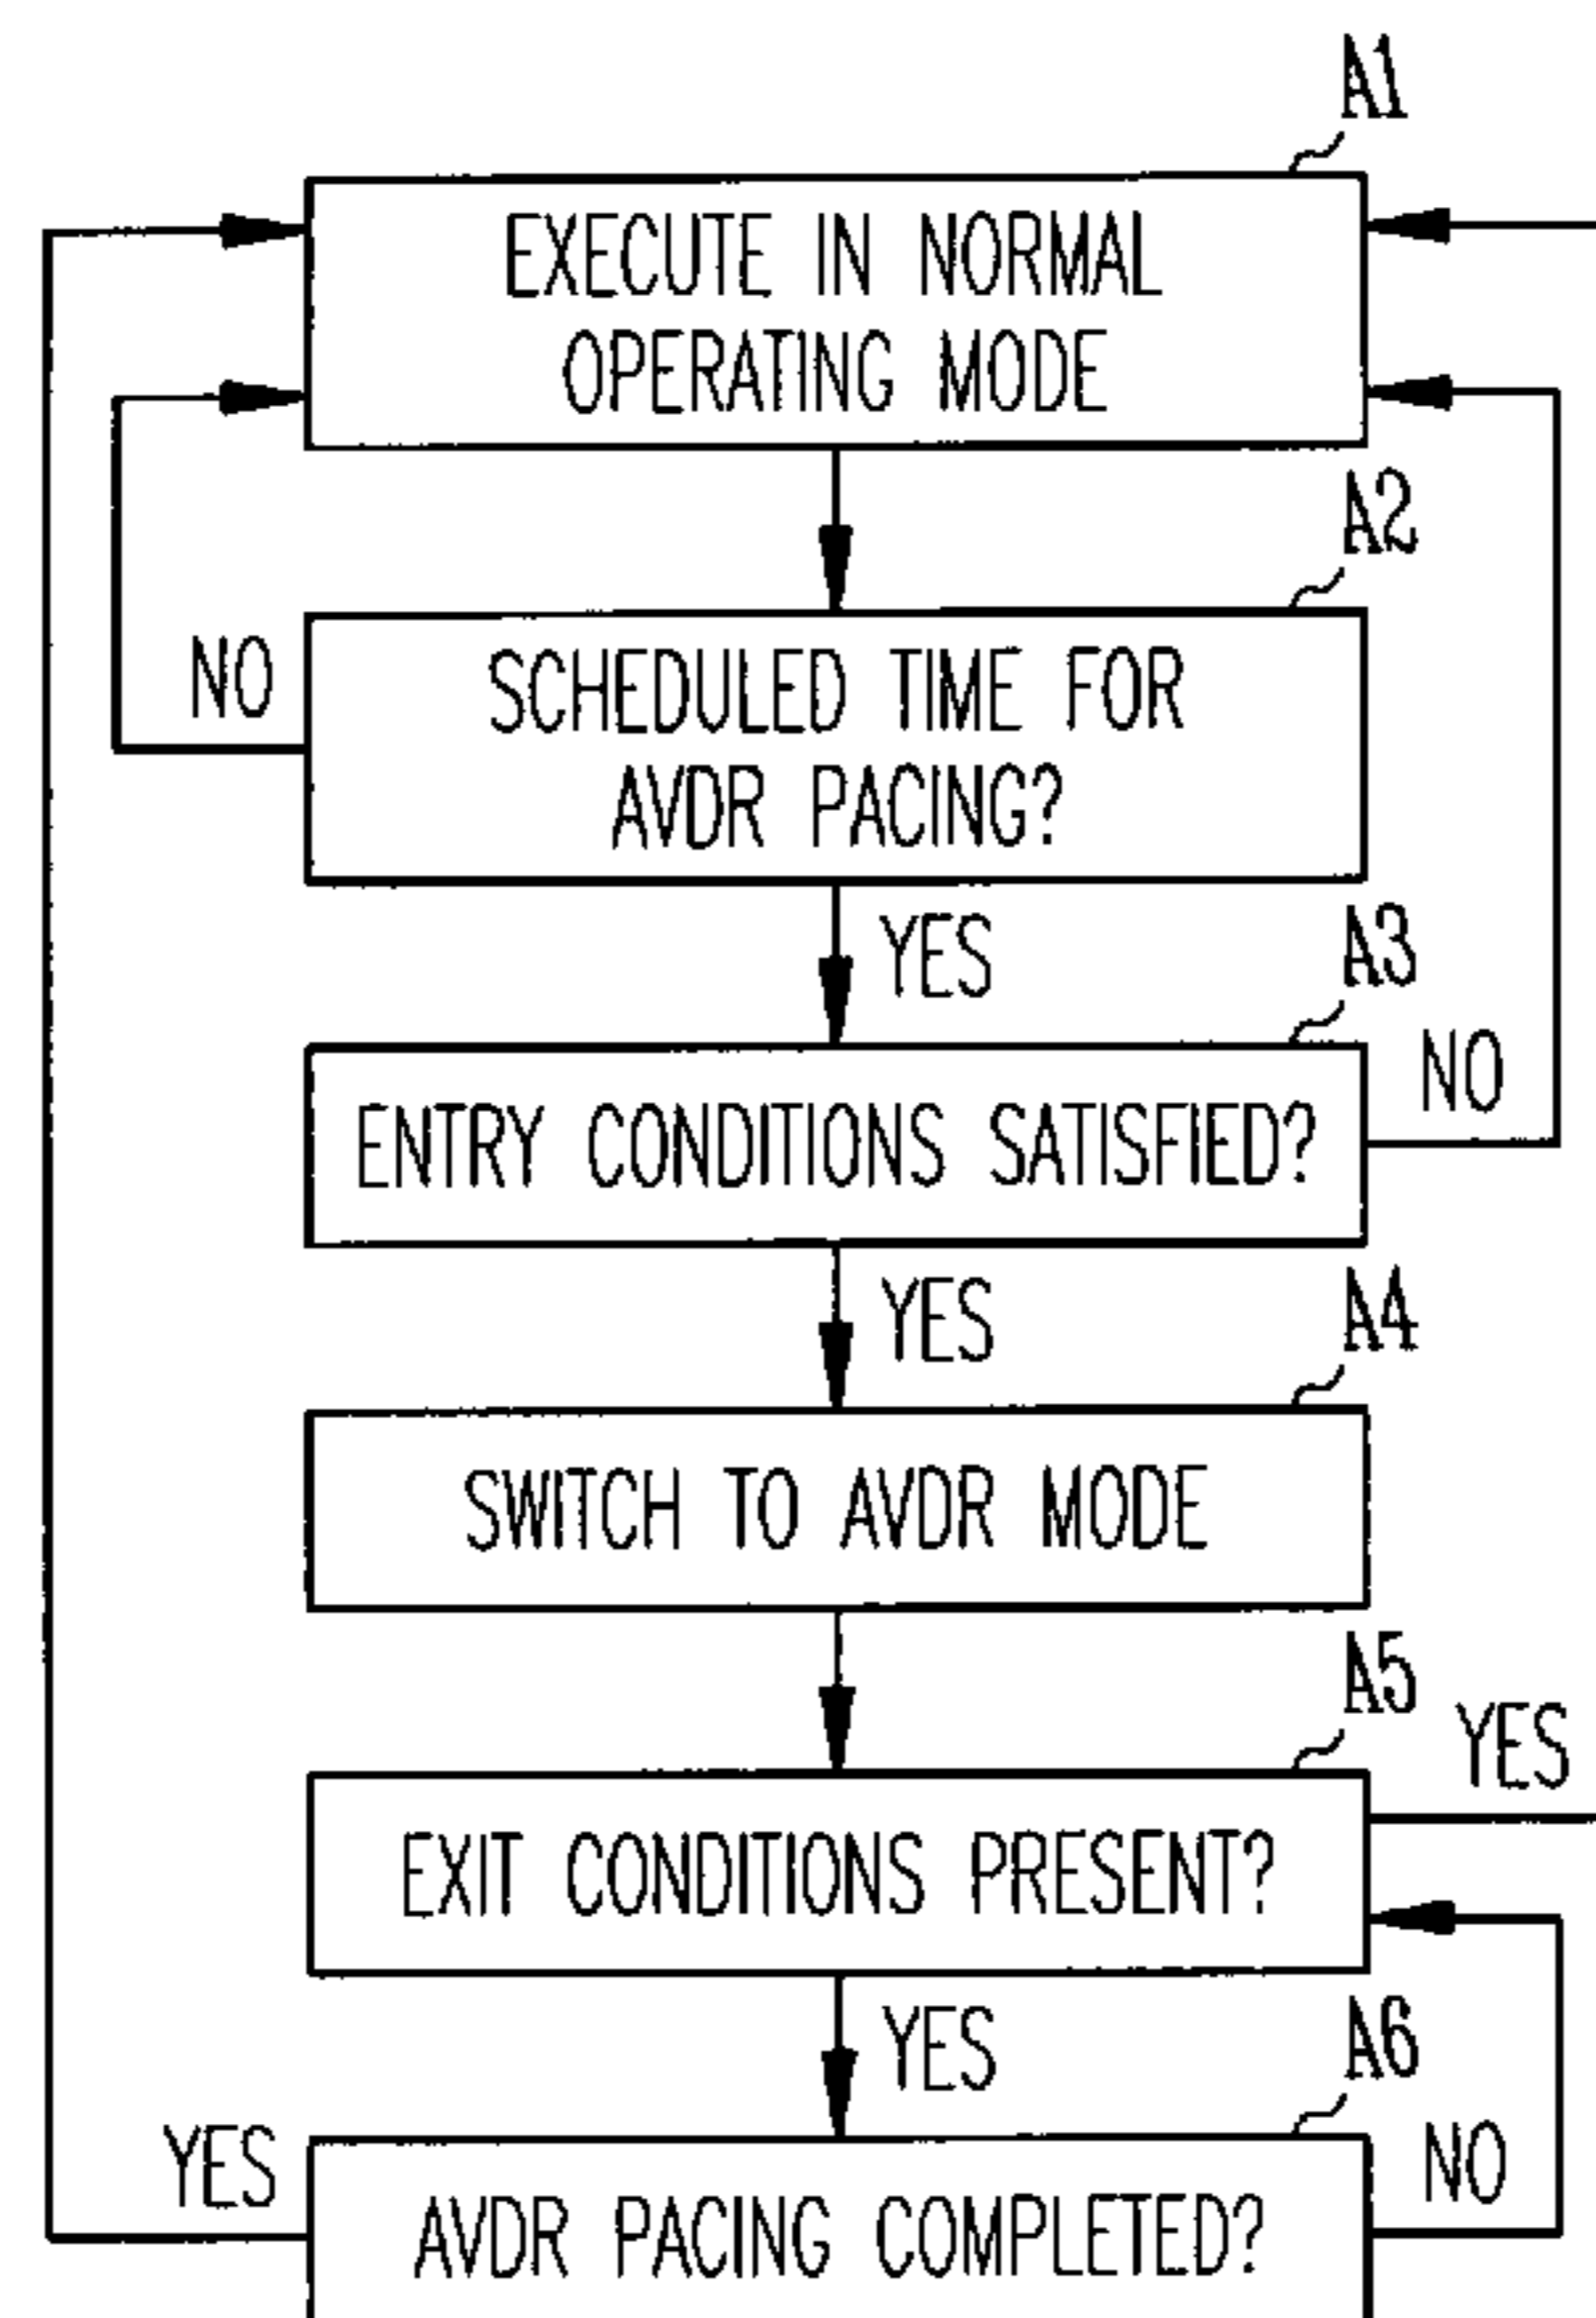 A1
EXECUTE IN NORMAL
OPERATING MODE
A2
NO
SCHEDULED TIME FOR
AVDR PACING?
YES
A3
NO
ENTRY CONDITIONS SATISFIED?
YES
A4
SWITCH TO AVDR MODE
A5
YES
EXIT CONDITIONS PRESENT?
YES
A6
YES
NO
AVDR PACING COMPLETED?